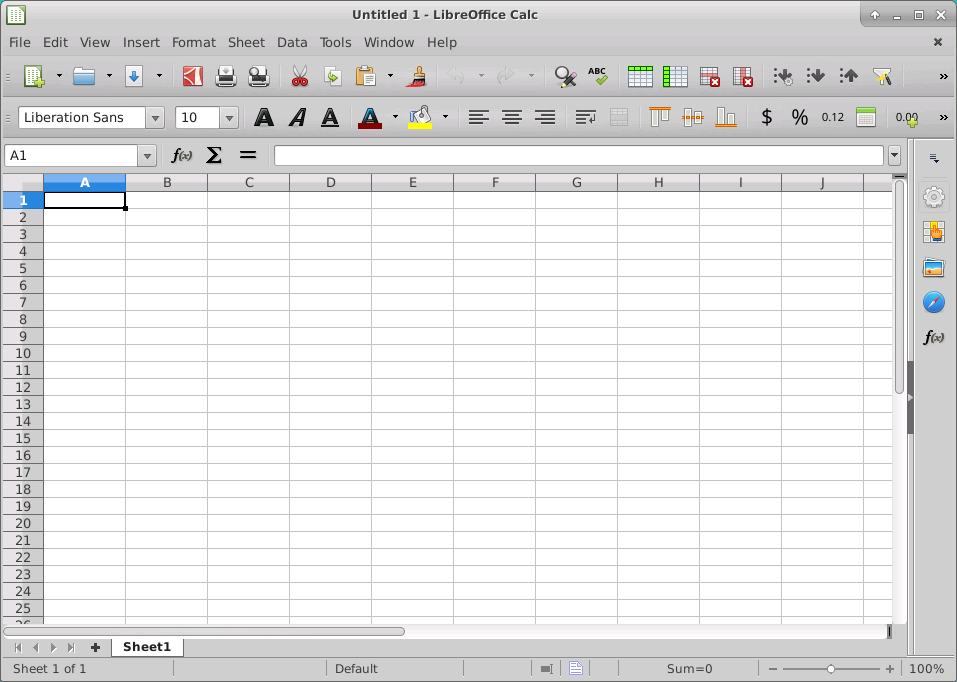 Untitled 1 - LibreOffice Calc
File Edit View Insert Format Sheet Data Tools Window Help
ABC
Liberation Sans 10 A A A A $ % 0.12 0.00
A1 f(x) Σ =
A B C D E F G H I J
1
2
3
4
5
6
7
8
9
10
11
12
13
14
15
16
17
18
19
20
21
22
23
24
25
26
f(x)
Sheet1
Sheet 1 of 1 Default Sum=0 100%